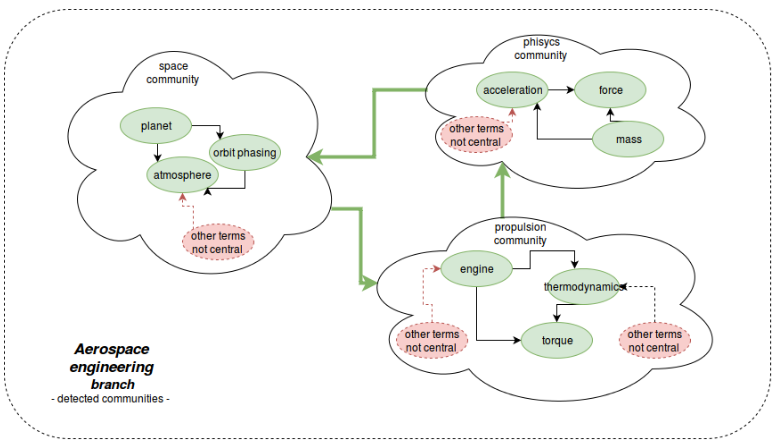 space
community
planet
orbit phasing
atmosphere
other terms
not central
phisycs
community
acceleration
force
other terms
not central
mass
propulsion
community
engine
thermodynamics
other terms
not central
torque
other terms
not central
Aerospace
engineering
branch
- detected communities -